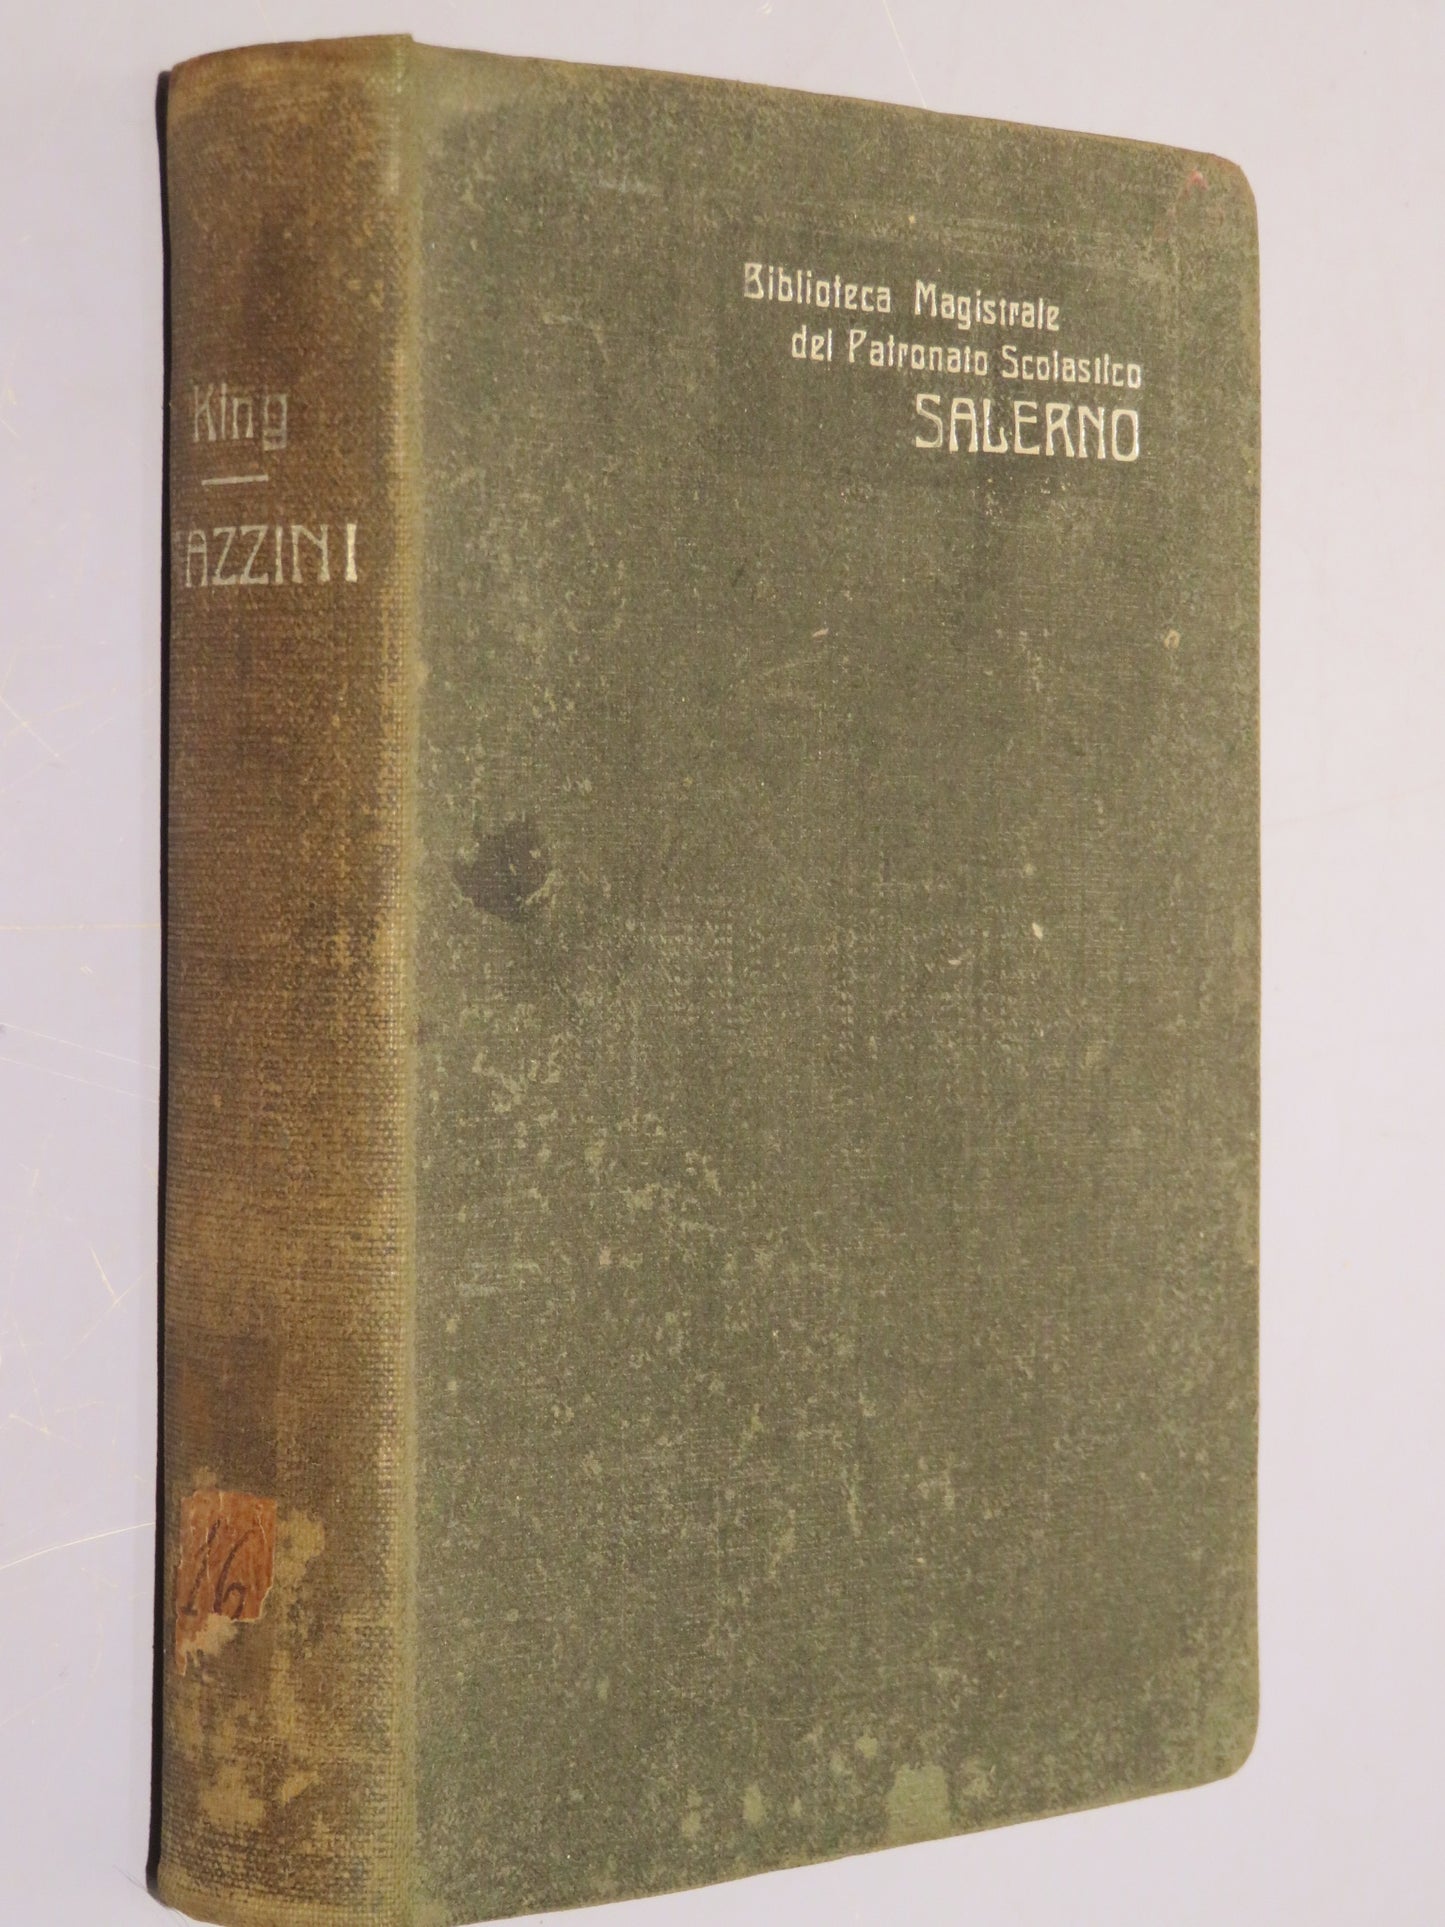 King
AZZINI
16
Biblioteca Magistrale
del Patronato Scolastico
SALERNO